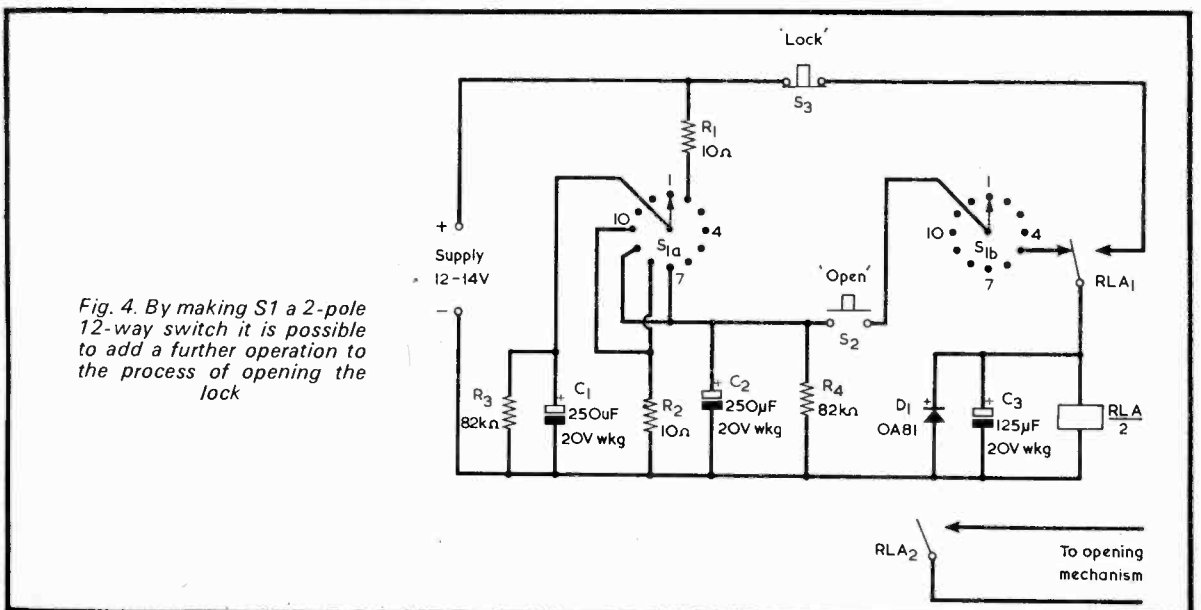 'Lock'
S3
R1
10Ω
1
10
4
S1a
7
1
10
4
S1b
7
+
Supply
12-14V
−
'Open'
S2
RLA1
Fig. 4. By making S1 a 2-pole
12-way switch it is possible
to add a further operation to
the process of opening the
lock
R3
82kΩ
C1
+
250uF
20V wkg
R2
10Ω
C2
+
250µF
20V wkg
R4
82kΩ
D1
+
OA81
C3
+
125µF
20V wkg
RLA
2
RLA2
To opening
mechanism